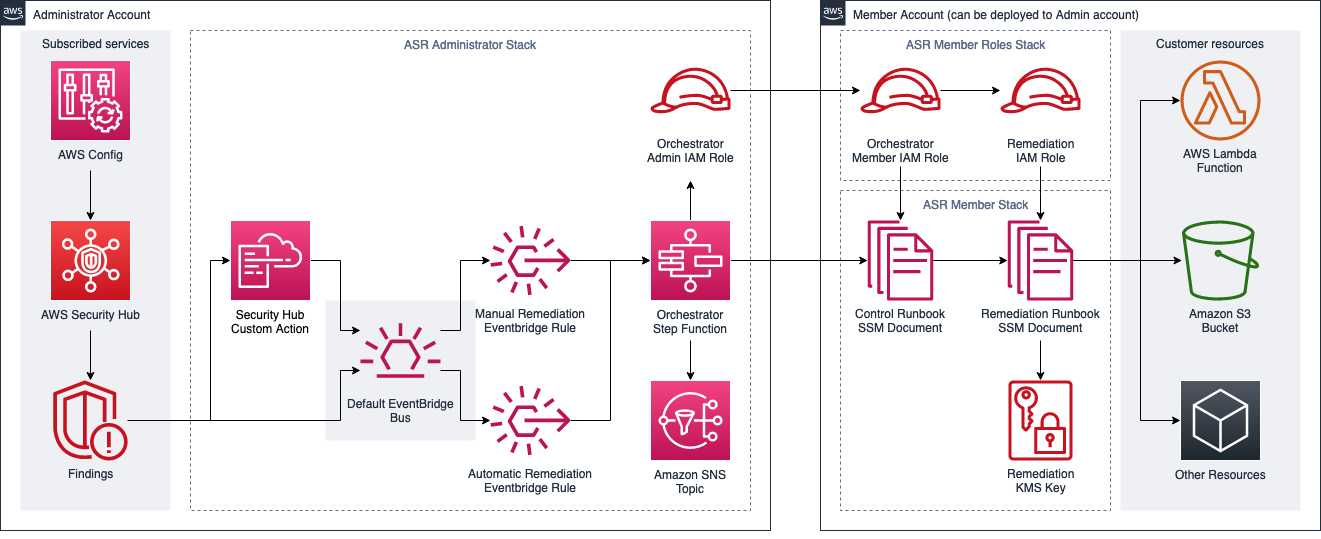 aws
Administrator Account
Subscribed services
AWS Config
AWS Security Hub
Findings
ASR Administrator Stack
Security Hub
Custom Action
Default EventBridge
Bus
Manual Remediation
Eventbridge Rule
Automatic Remediation
Eventbridge Rule
Orchestrator
Admin IAM Role
Orchestrator
Step Function
Amazon SNS
Topic
aws
Member Account (can be deployed to Admin account)
ASR Member Roles Stack
Orchestrator
Member IAM Role
Remediation
IAM Role
ASR Member Stack
Control Runbook
SSM Document
Remediation Runbook
SSM Document
Remediation
KMS Key
Customer resources
AWS Lambda
Function
Amazon S3
Bucket
Other Resources